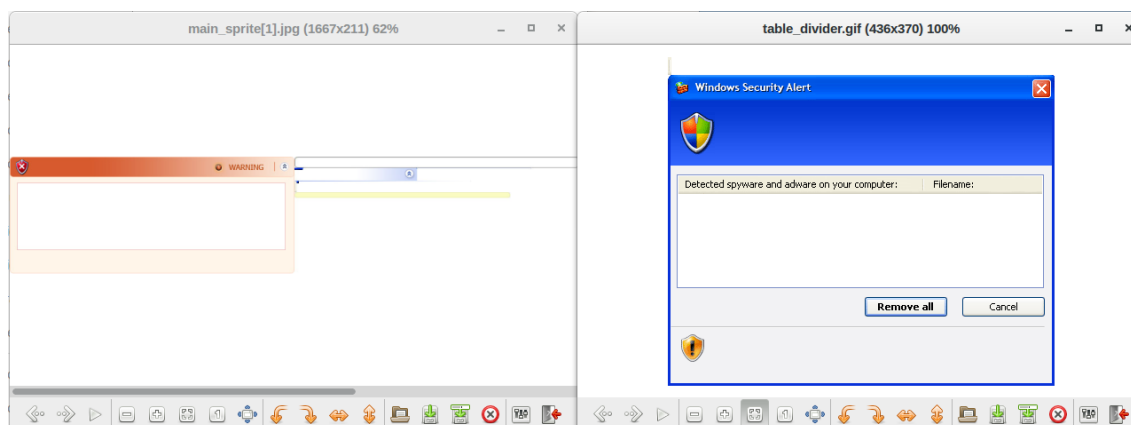 main_sprite[1].jpg (1667x211) 62%
table_divider.gif (436x370) 100%
WARNING
Windows Security Alert
Detected spyware and adware on your computer: Filename:
Remove all Cancel